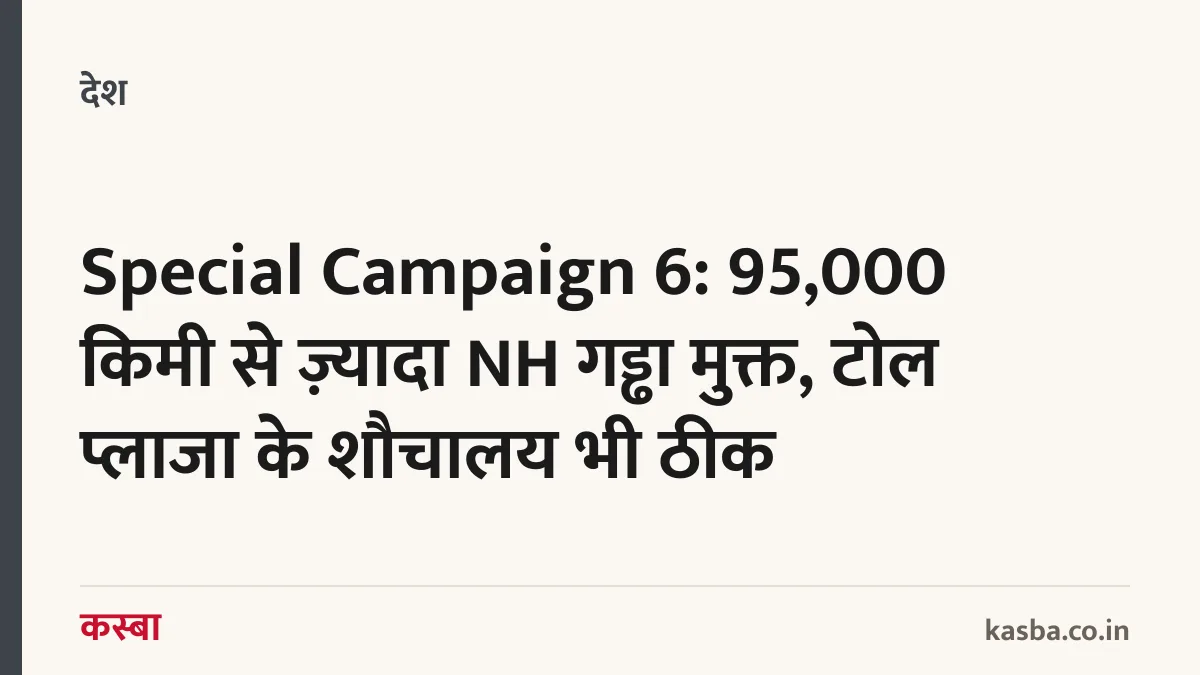 देश
Special Campaign 6: 95,000
किमी से ज़्यादा NH गड्ढा मुक्त, टोल
प्लाजा के शौचालय भी ठीक
कस्बा
kasba.co.in